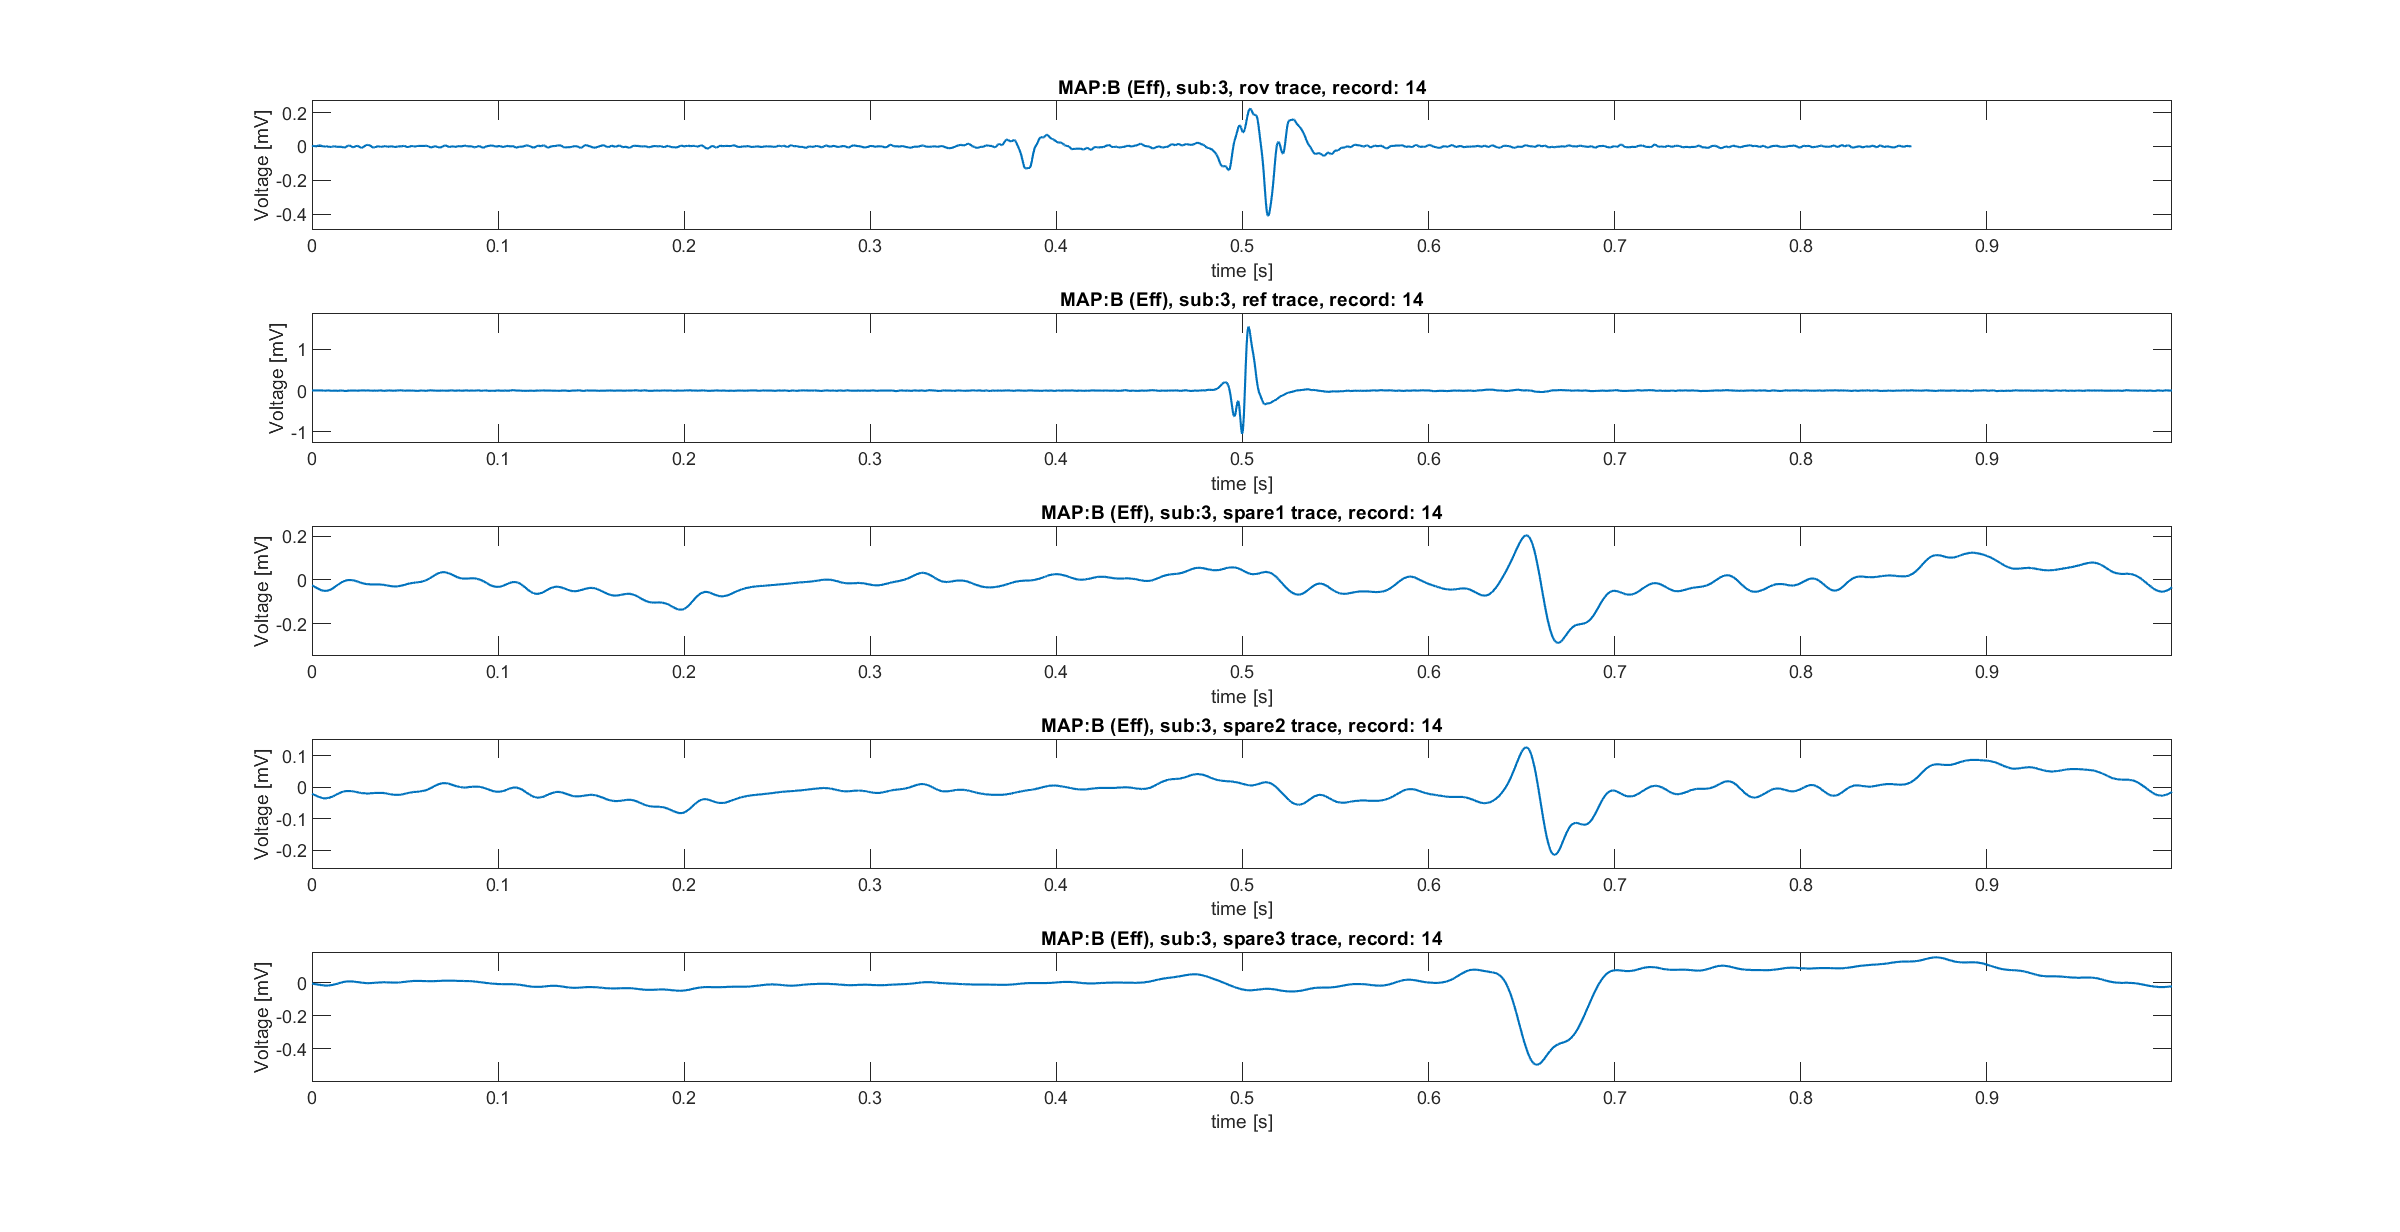 MAP:B (Eff), sub:3, rov trace, record: 14
Voltage [mV]
0.2
0
-0.2
-0.4
0 0.1 0.2 0.3 0.4 0.5 0.6 0.7 0.8 0.9
time [s]
MAP:B (Eff), sub:3, ref trace, record: 14
Voltage [mV]
1
0
-1
0 0.1 0.2 0.3 0.4 0.5 0.6 0.7 0.8 0.9
time [s]
MAP:B (Eff), sub:3, spare1 trace, record: 14
Voltage [mV]
0.2
0
-0.2
0 0.1 0.2 0.3 0.4 0.5 0.6 0.7 0.8 0.9
time [s]
MAP:B (Eff), sub:3, spare2 trace, record: 14
Voltage [mV]
0.1
0
-0.1
-0.2
0 0.1 0.2 0.3 0.4 0.5 0.6 0.7 0.8 0.9
time [s]
MAP:B (Eff), sub:3, spare3 trace, record: 14
Voltage [mV]
0
-0.2
-0.4
0 0.1 0.2 0.3 0.4 0.5 0.6 0.7 0.8 0.9
time [s]